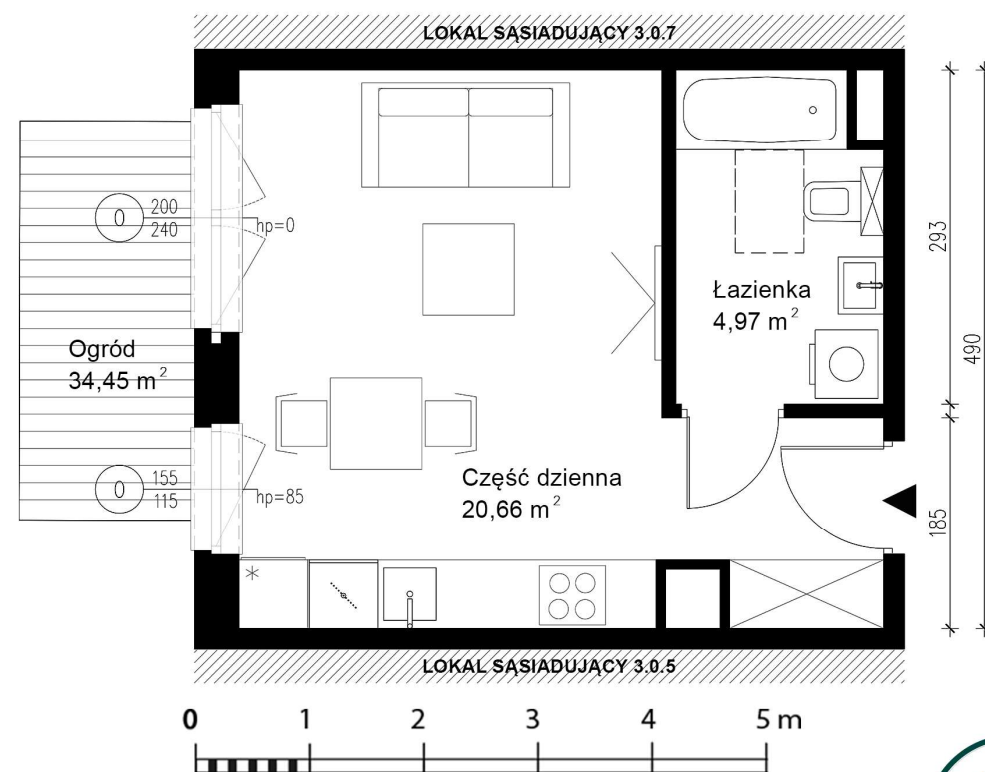 LOKAL SĄSIADUJĄCY 3.0.7
0
200
240
hp=0
293
Łazienka
4,97 m²
490
Ogród
34,45 m²
Część dzienna
20,66 m²
0
155
115
hp=85
185
*
LOKAL SĄSIADUJĄCY 3.0.5
0 1 2 3 4 5 m